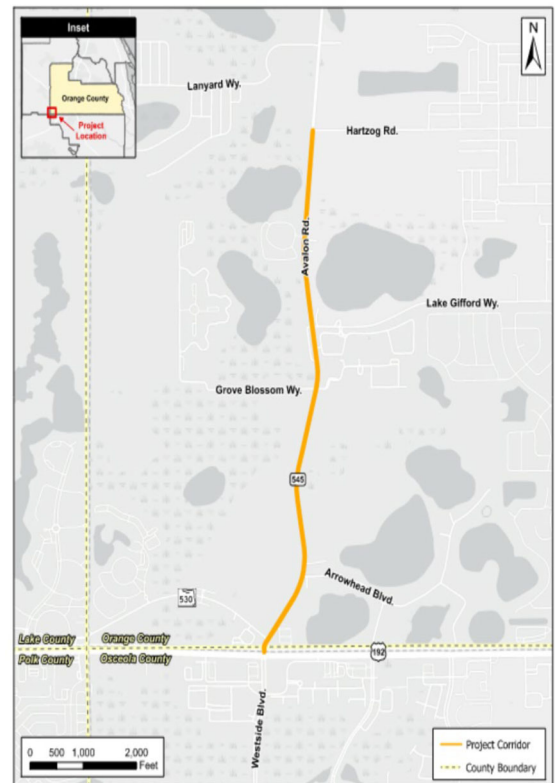 Inset
Orange County
Project
Location
N
Lanyard Wy.
Hartzog Rd.
Avalon Rd.
Lake Gifford Wy.
Grove Blossom Wy.
545
Arrowhead Blvd.
530
Lake County
Orange County
192
Polk County
Osceola County
Westside Blvd.
0 500 1,000 2,000
Feet
Project Corridor
County Boundary